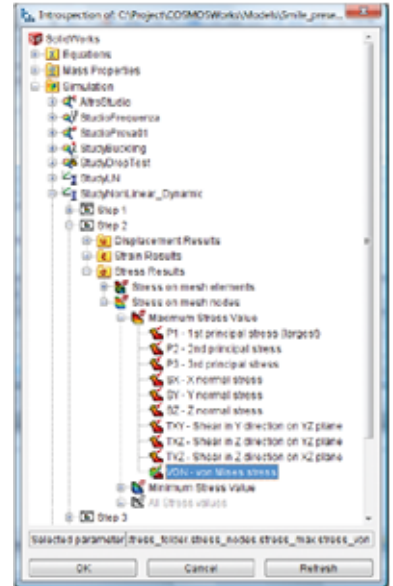 Introspection of: C:\Project\COSMOSWorks\Models\Smile_prese...
SolidWorks
Equations
Mass Properties
Simulation
AltroStudio
StudioFrequenza
StudioProva01
StudyBucking
StudyDropTest
StudyLN
StudyNonLinear_Dynamic
Step 1
Step 2
Displacement Results
Strain Results
Stress Results
Stress on mesh elements
Stress on mesh nodes
Maximum Stress Value
P1 - 1st principal stress (largest)
P2 - 2nd principal stress
P3 - 3rd principal stress
SX - X normal stress
SY - Y normal stress
SZ - Z normal stress
TXY - Shear in Y direction on YZ plane
TXZ - Shear in Z direction on YZ plane
TYZ - Shear in Z direction on XZ plane
VON - von Mises stress
Minimum Stress Value
All Stress values
Step 3
Selected parameter tress_folder.stress_nodes.stress_max.stress_von
OK Cancel Refresh